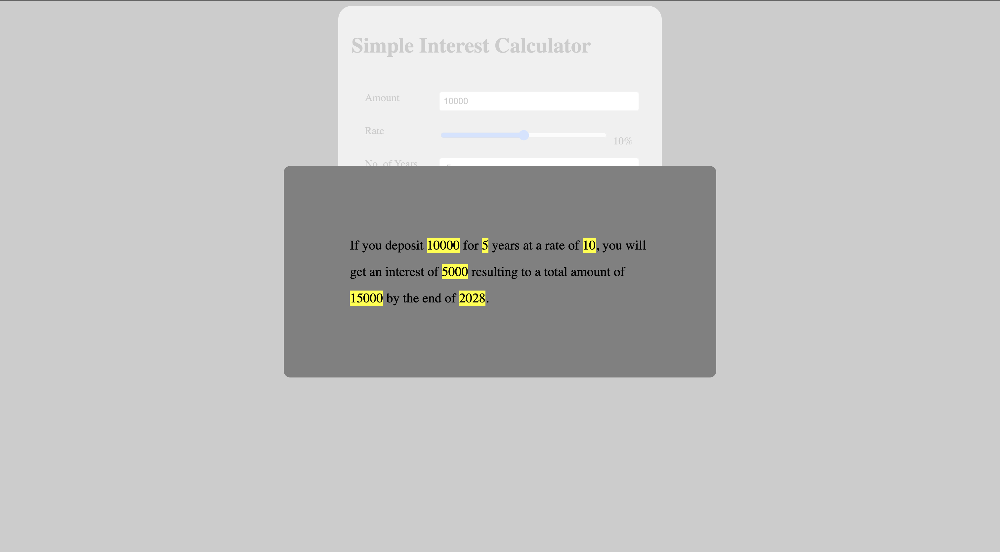 Simple Interest Calculator
Amount
10000
Rate
10%
No. of Years
5
If you deposit 10000 for 5 years at a rate of 10, you will
get an interest of 5000 resulting to a total amount of
15000 by the end of 2028.